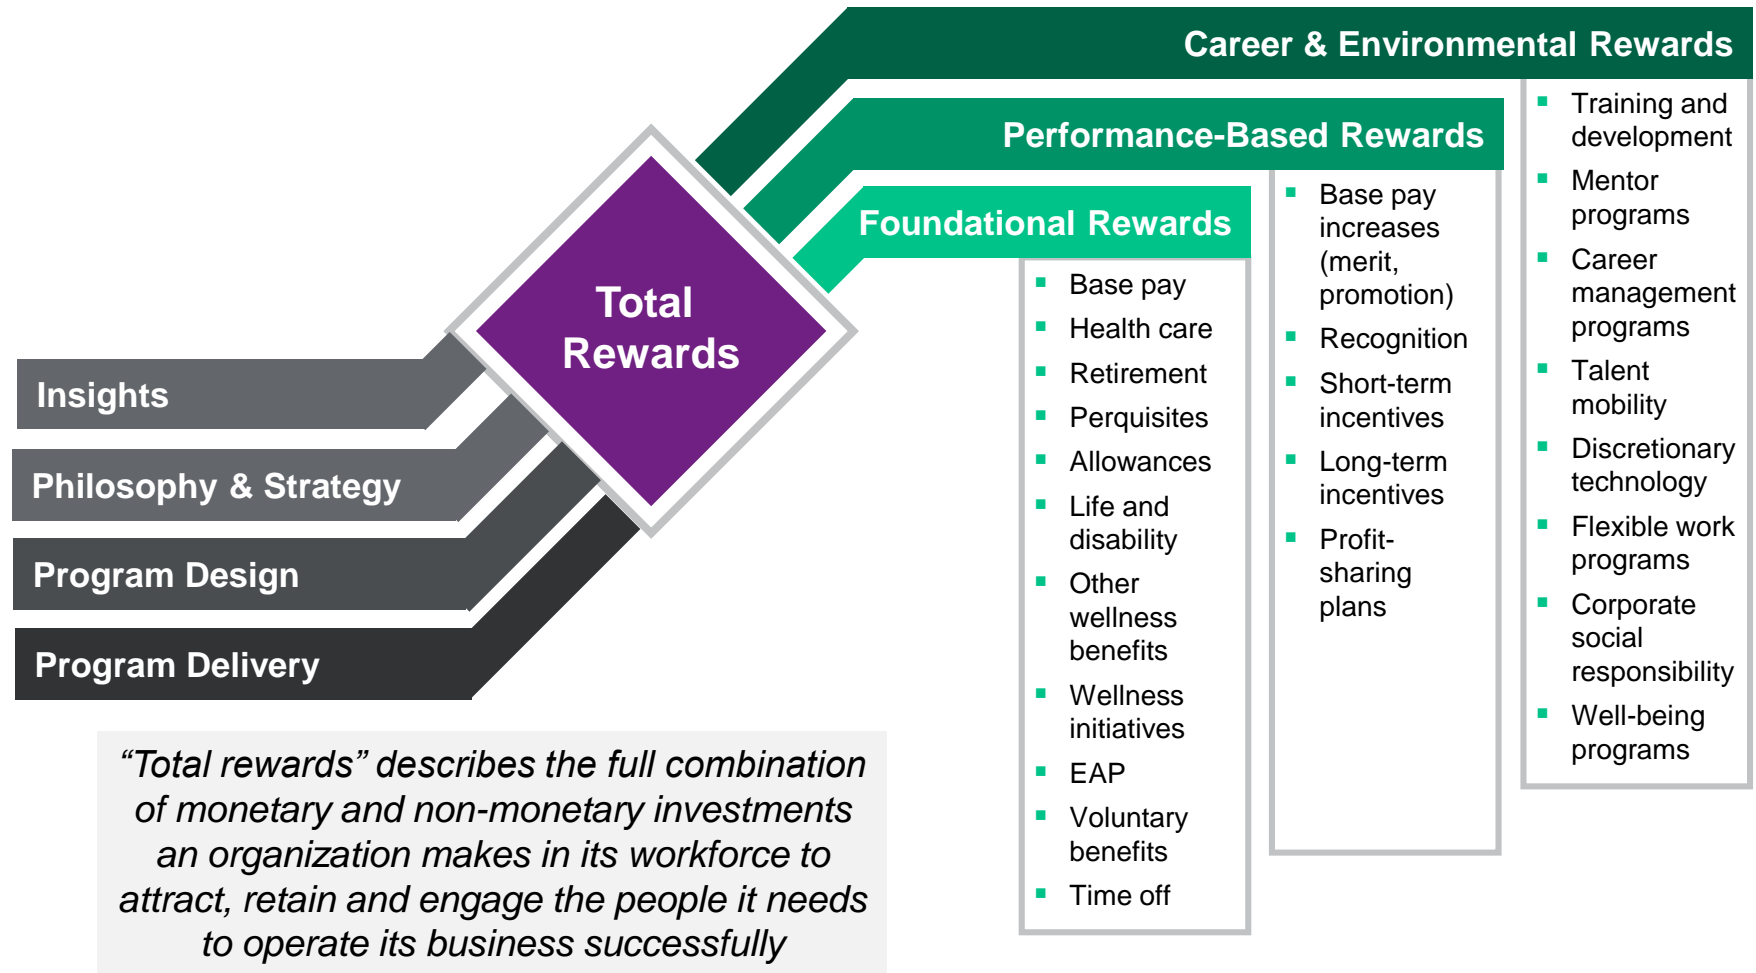 Career & Environmental Rewards
Performance-Based Rewards
Foundational Rewards
Total
Rewards
Insights
Philosophy & Strategy
Program Design
Program Delivery
“Total rewards” describes the full combination
of monetary and non-monetary investments
an organization makes in its workforce to
attract, retain and engage the people it needs
to operate its business successfully
Base pay
Health care
Retirement
Perquisites
Allowances
Life and
disability
Other
wellness
benefits
Wellness
initiatives
EAP
Voluntary
benefits
Time off
Base pay
increases
(merit,
promotion)
Recognition
Short-term
incentives
Long-term
incentives
Profit-
sharing
plans
Training and
development
Mentor
programs
Career
management
programs
Talent
mobility
Discretionary
technology
Flexible work
programs
Corporate
social
responsibility
Well-being
programs